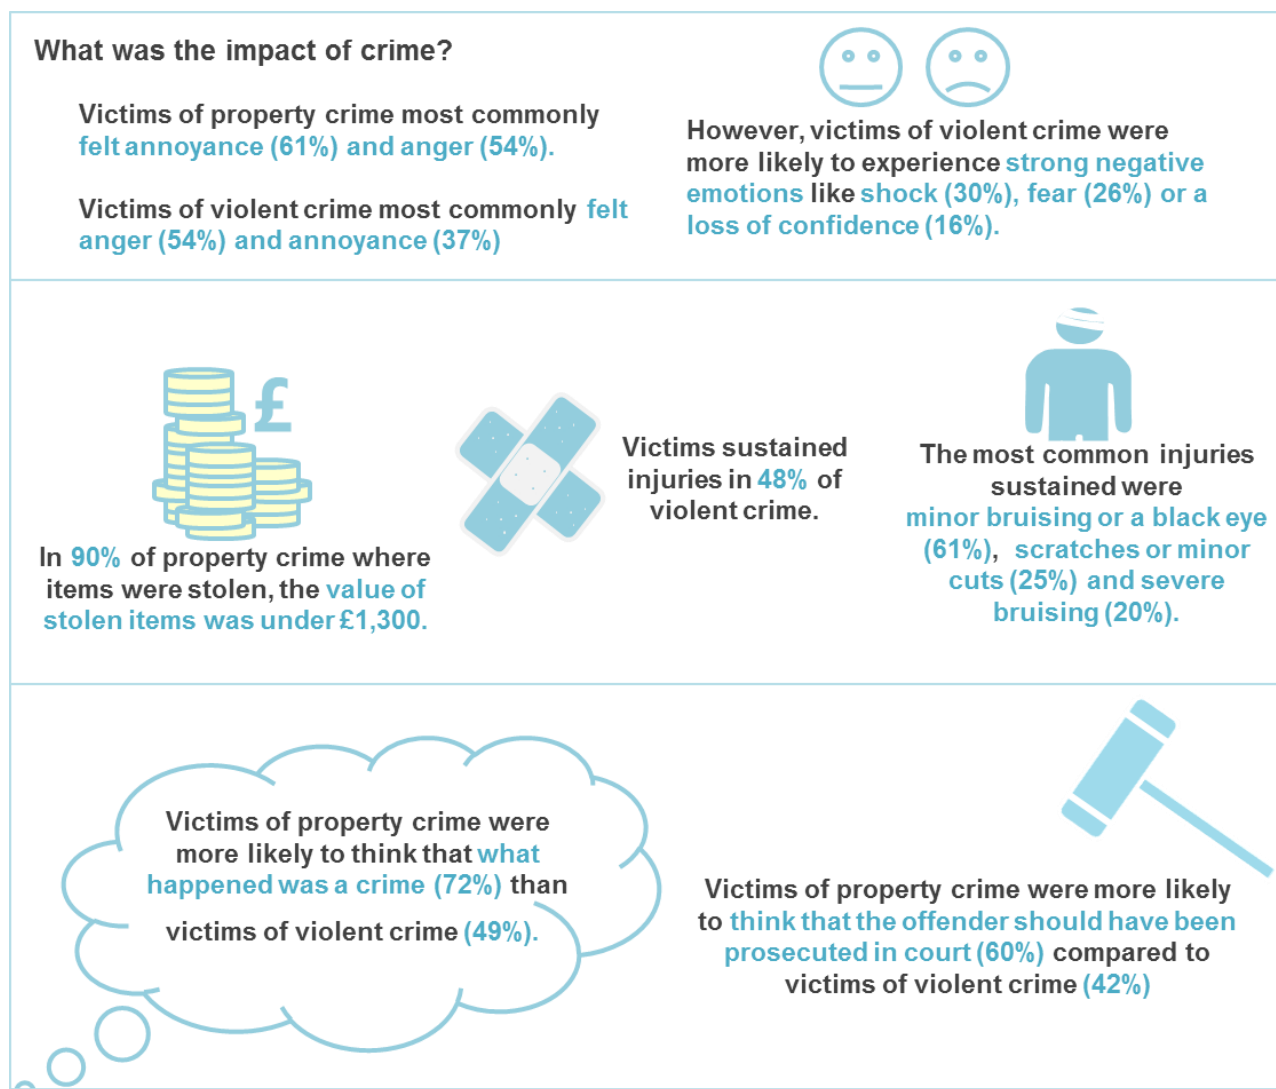 What was the impact of crime?
Victims of property crime most commonly
felt annoyance (61%) and anger (54%).
Victims of violent crime most commonly felt
anger (54%) and annoyance (37%)
However, victims of violent crime were
more likely to experience strong negative
emotions like shock (30%), fear (26%) or a
loss of confidence (16%).
£
In 90% of property crime where
items were stolen, the value of
stolen items was under £1,300.
Victims sustained
injuries in 48% of
violent crime.
The most common injuries
sustained were
minor bruising or a black eye
(61%), scratches or minor
cuts (25%) and severe
bruising (20%).
Victims of property crime were
more likely to think that what
happened was a crime (72%) than
victims of violent crime (49%).
Victims of property crime were more likely
to think that the offender should have been
prosecuted in court (60%) compared to
victims of violent crime (42%)